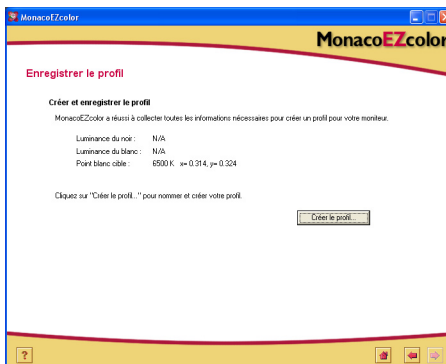 MonacoEZcolor
MonacoEZcolor
Enregistrer le profil
Créer et enregistrer le profil
MonacoEZcolor a réussi à collecter toutes les informations nécessaires pour créer un profil pour votre moniteur.
Luminance du noir : N/A
Luminance du blanc : N/A
Point blanc cible : 6500 K x= 0.314, y= 0.324
Cliquez sur "Créer le profil..." pour nommer et créer votre profil.
Créer le profil...
?